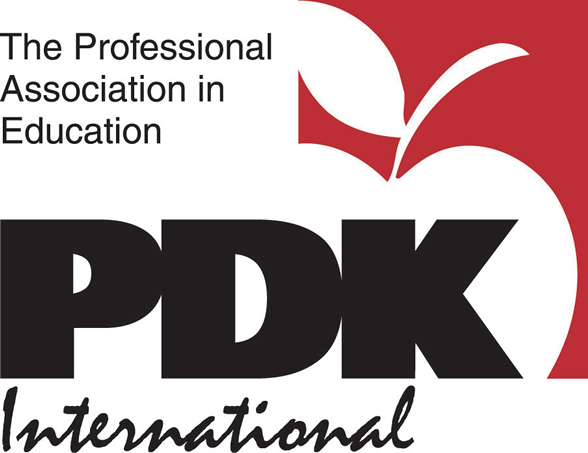 The Professional
Association in
Education
PDK
International